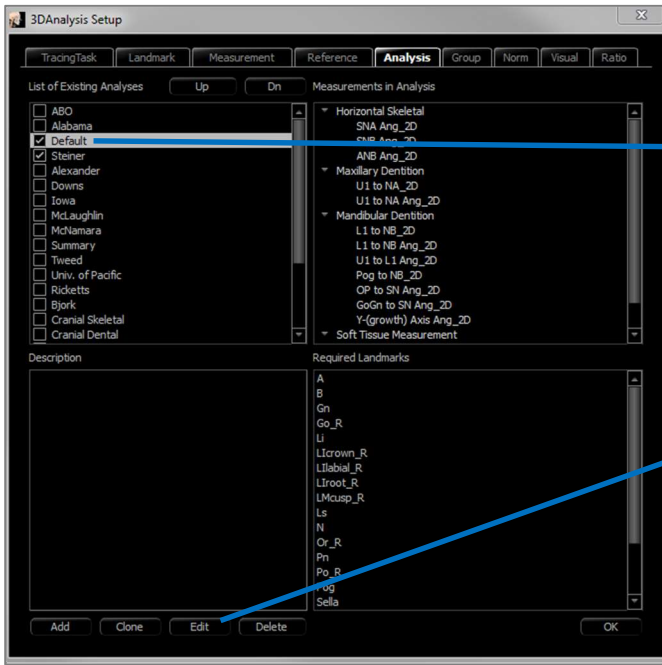 3DAnalysis Setup
TracingTask Landmark Measurement Reference Analysis Group Norm Visual Ratio
List of Existing Analyses Up Dn
ABO
Alabama
Default
Steiner
Alexander
Downs
Iowa
McLaughlin
McNamara
Summary
Tweed
Univ. of Pacific
Ricketts
Bjork
Cranial Skeletal
Cranial Dental
Measurements in Analysis
Horizontal Skeletal
SNA Ang_2D
SNB Ang_2D
ANB Ang_2D
Maxillary Dentition
U1 to NA_2D
U1 to NA Ang_2D
Mandibular Dentition
L1 to NB_2D
L1 to NB Ang_2D
U1 to L1 Ang_2D
Pog to NB_2D
OP to SN Ang_2D
GoGn to SN Ang_2D
Y-(growth) Axis Ang_2D
Soft Tissue Measurement
Description
Required Landmarks
A
B
Gn
Go_R
Li
LIcrown_R
LIlabial_R
LIroot_R
LMcusp_R
Ls
N
Or_R
Pn
Po_R
Pog
Sella
Add Clone Edit Delete OK